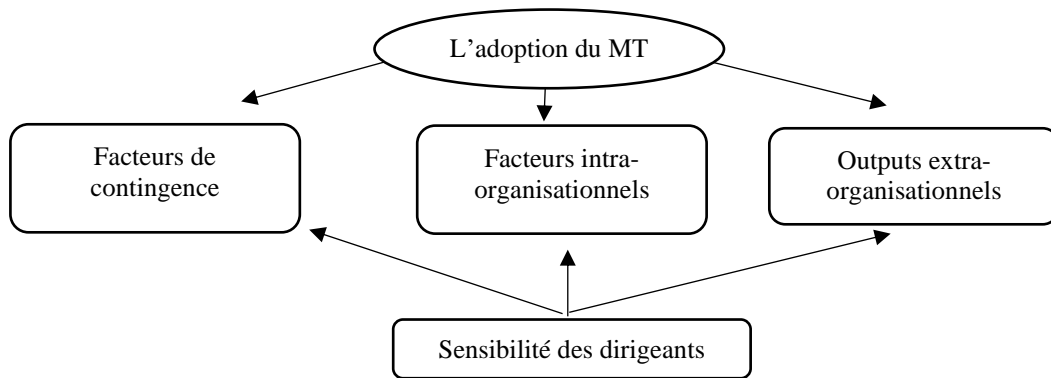 L'adoption du MT
Facteurs de
contingence
Facteurs intra-
organisationnels
Outputs extra-
organisationnels
Sensibilité des dirigeants